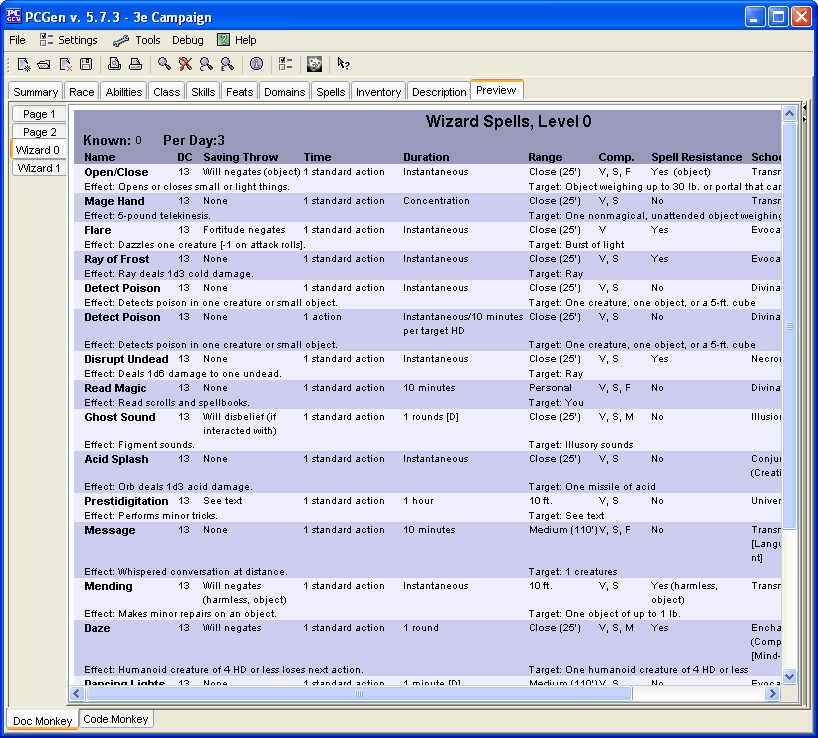 PCGen v. 5.7.3 - 3e Campaign
File Settings Tools Debug Help
Summary Race Abilities Class Skills Feats Domains Spells Inventory Description Preview
Page 1
Page 2
Wizard 0
Wizard 1
Wizard Spells, Level 0
Known: 0 Per Day:3
Name DC Saving Throw Time Duration Range Comp. Spell Resistance Schoo
Open/Close 13 Will negates (object) 1 standard action Instantaneous Close (25') V, S, F Yes (object) Transm
Effect: Opens or closes small or light things. Target: Object weighing up to 30 lb. or portal that can
Mage Hand 13 None 1 standard action Concentration Close (25') V, S No Transm
Effect: 5-pound telekinesis. Target: One nonmagical, unattended object weighing
Flare 13 Fortitude negates 1 standard action Instantaneous Close (25') V Yes Evoca
Effect: Dazzles one creature [-1 on attack rolls]. Target: Burst of light
Ray of Frost 13 None 1 standard action Instantaneous Close (25') V, S Yes Evoca
Effect: Ray deals 1d3 cold damage. Target: Ray
Detect Poison 13 None 1 standard action Instantaneous Close (25') V, S No Divina
Effect: Detects poison in one creature or small object. Target: One creature, one object, or a 5-ft. cube
Detect Poison 13 None 1 action Instantaneous/10 minutes Close (25') V, S No Divina
per target HD
Effect: Detects poison in one creature or small object. Target: One creature, one object, or a 5-ft. cube
Disrupt Undead 13 None 1 standard action Instantaneous Close (25') V, S Yes Necron
Effect: Deals 1d6 damage to one undead. Target: Ray
Read Magic 13 None 1 standard action 10 minutes Personal V, S, F No Divina
Effect: Read scrolls and spellbooks. Target: You
Ghost Sound 13 Will disbelief (if 1 standard action 1 rounds [D] Close (25') V, S, M No Illusio
interacted with)
Effect: Figment sounds. Target: Illusory sounds
Acid Splash 13 None 1 standard action Instantaneous Close (25') V, S No Conju
(Creati
Effect: Orb deals 1d3 acid damage. Target: One missile of acid
Prestidigitation 13 See text 1 standard action 1 hour 10 ft. V, S No Univer
Effect: Performs minor tricks. Target: See text
Message 13 None 1 standard action 10 minutes Medium (110') V, S, F No Transm
[Langu
nt]
Effect: Whispered conversation at distance. Target: 1 creatures
Mending 13 Will negates 1 standard action Instantaneous 10 ft. V, S Yes (harmless, Transm
(harmless, object) object)
Effect: Makes minor repairs on an object. Target: One object of up to 1 lb.
Daze 13 Will negates 1 standard action 1 round Close (25') V, S, M Yes Encha
(Comp
[Mind-
Effect: Humanoid creature of 4 HD or less loses next action. Target: One humanoid creature of 4 HD or less
Dancing Lights 13 None 1 standard action 1 minute [D] Medium (110') V, S No Evoca
Doc Monkey Code Monkey